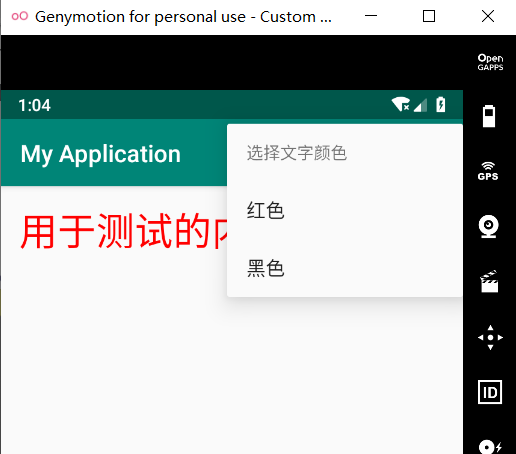 Genymotion for personal use - Custom ...
Open
GAPPS
1:04
My Application
选择文字颜色
GPS
用于测试的
红色
黑色
ID